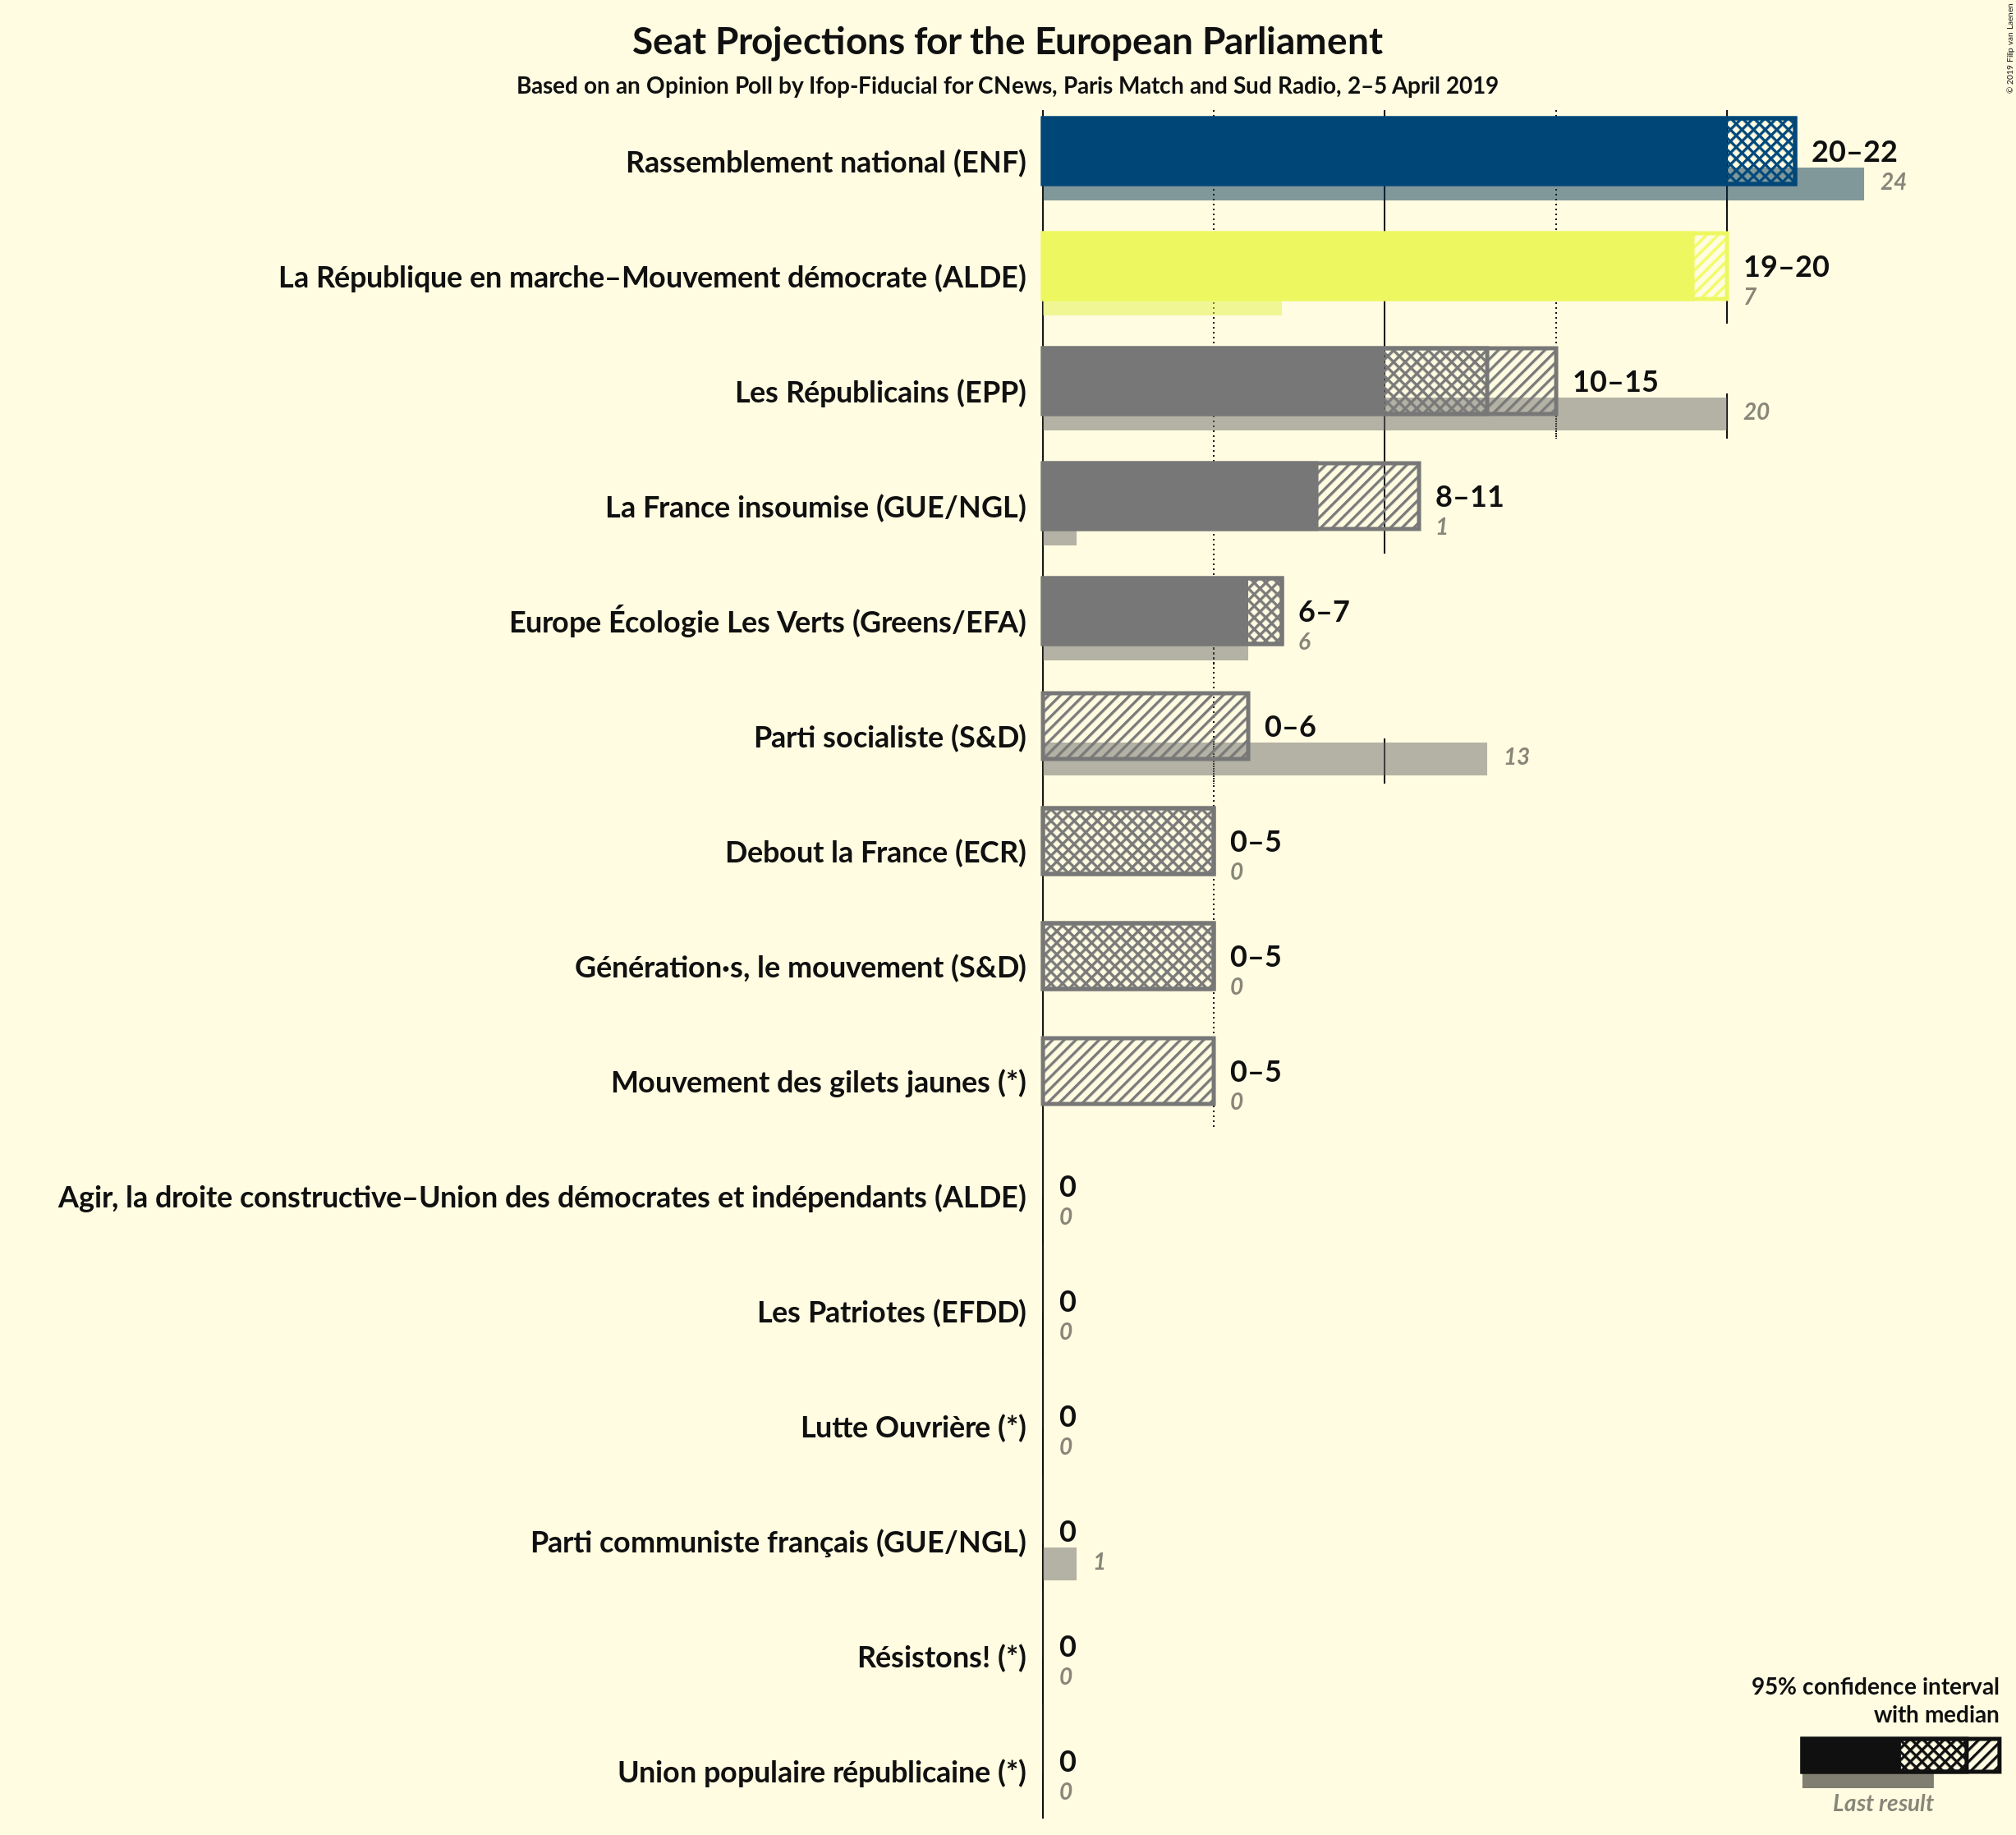 Seat Projections for the European Parliament
Based on an Opinion Poll by Ifop-Fiducial for CNews, Paris Match and Sud Radio, 2–5 April 2019
© 2019 Filip van Laenen
Rassemblement national (ENF)
20–22
24
La République en marche–Mouvement démocrate (ALDE)
19–20
7
Les Républicains (EPP)
10–15
20
La France insoumise (GUE/NGL)
8–11
1
Europe Écologie Les Verts (Greens/EFA)
6–7
6
Parti socialiste (S&D)
0–6
13
Debout la France (ECR)
0–5
0
Génération·s, le mouvement (S&D)
0–5
0
Mouvement des gilets jaunes (*)
0–5
0
Agir, la droite constructive–Union des démocrates et indépendants (ALDE)
0
0
Les Patriotes (EFDD)
0
0
Lutte Ouvrière (*)
0
0
Parti communiste français (GUE/NGL)
0
1
Résistons! (*)
0
0
Union populaire républicaine (*)
0
0
95% confidence interval
with median
Last result